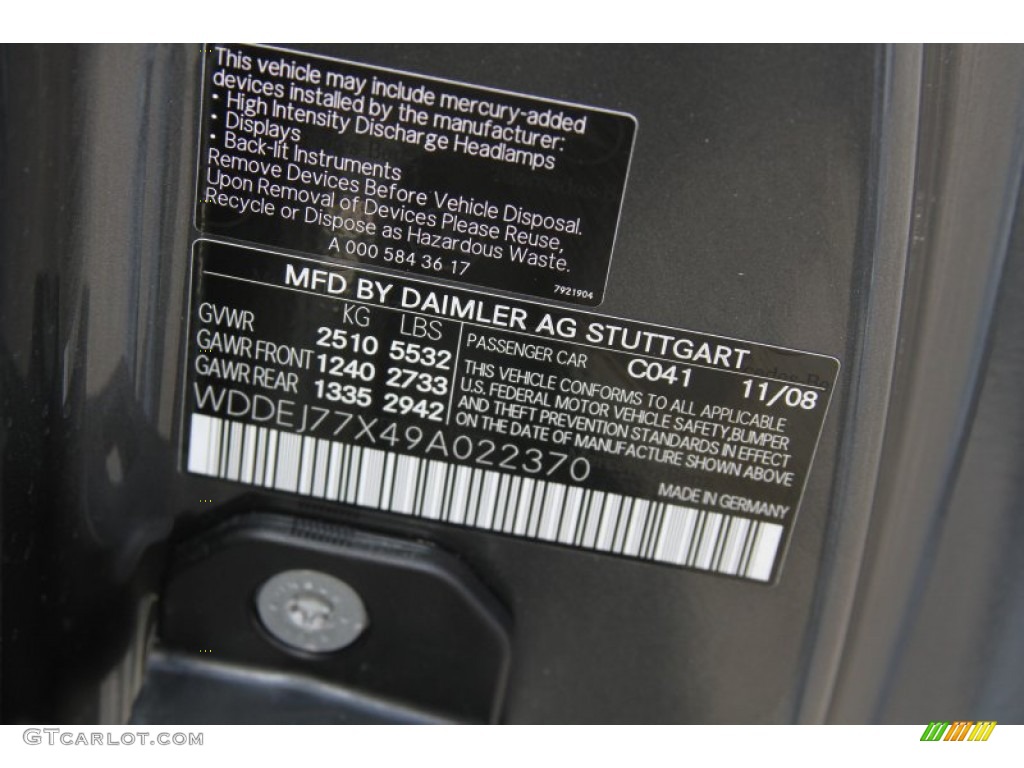 This vehicle may include mercury-added
devices installed by the manufacturer:
• High Intensity Discharge Headlamps
• Displays
• Back-lit Instruments
Remove Devices Before Vehicle Disposal.
Upon Removal of Devices Please Reuse,
Recycle or Dispose as Hazardous Waste.
A 000 584 36 17
7921904
MFD BY DAIMLER AG STUTTGART
KG LBS
GVWR 2510 5532
GAWR FRONT 1240 2733
GAWR REAR 1335 2942
PASSENGER CAR C041 11/08
THIS VEHICLE CONFORMS TO ALL APPLICABLE
U.S. FEDERAL MOTOR VEHICLE SAFETY, BUMPER
AND THEFT PREVENTION STANDARDS IN EFFECT
ON THE DATE OF MANUFACTURE SHOWN ABOVE
WDDEJ77X49A022370
MADE IN GERMANY
GTCARLOT.COM